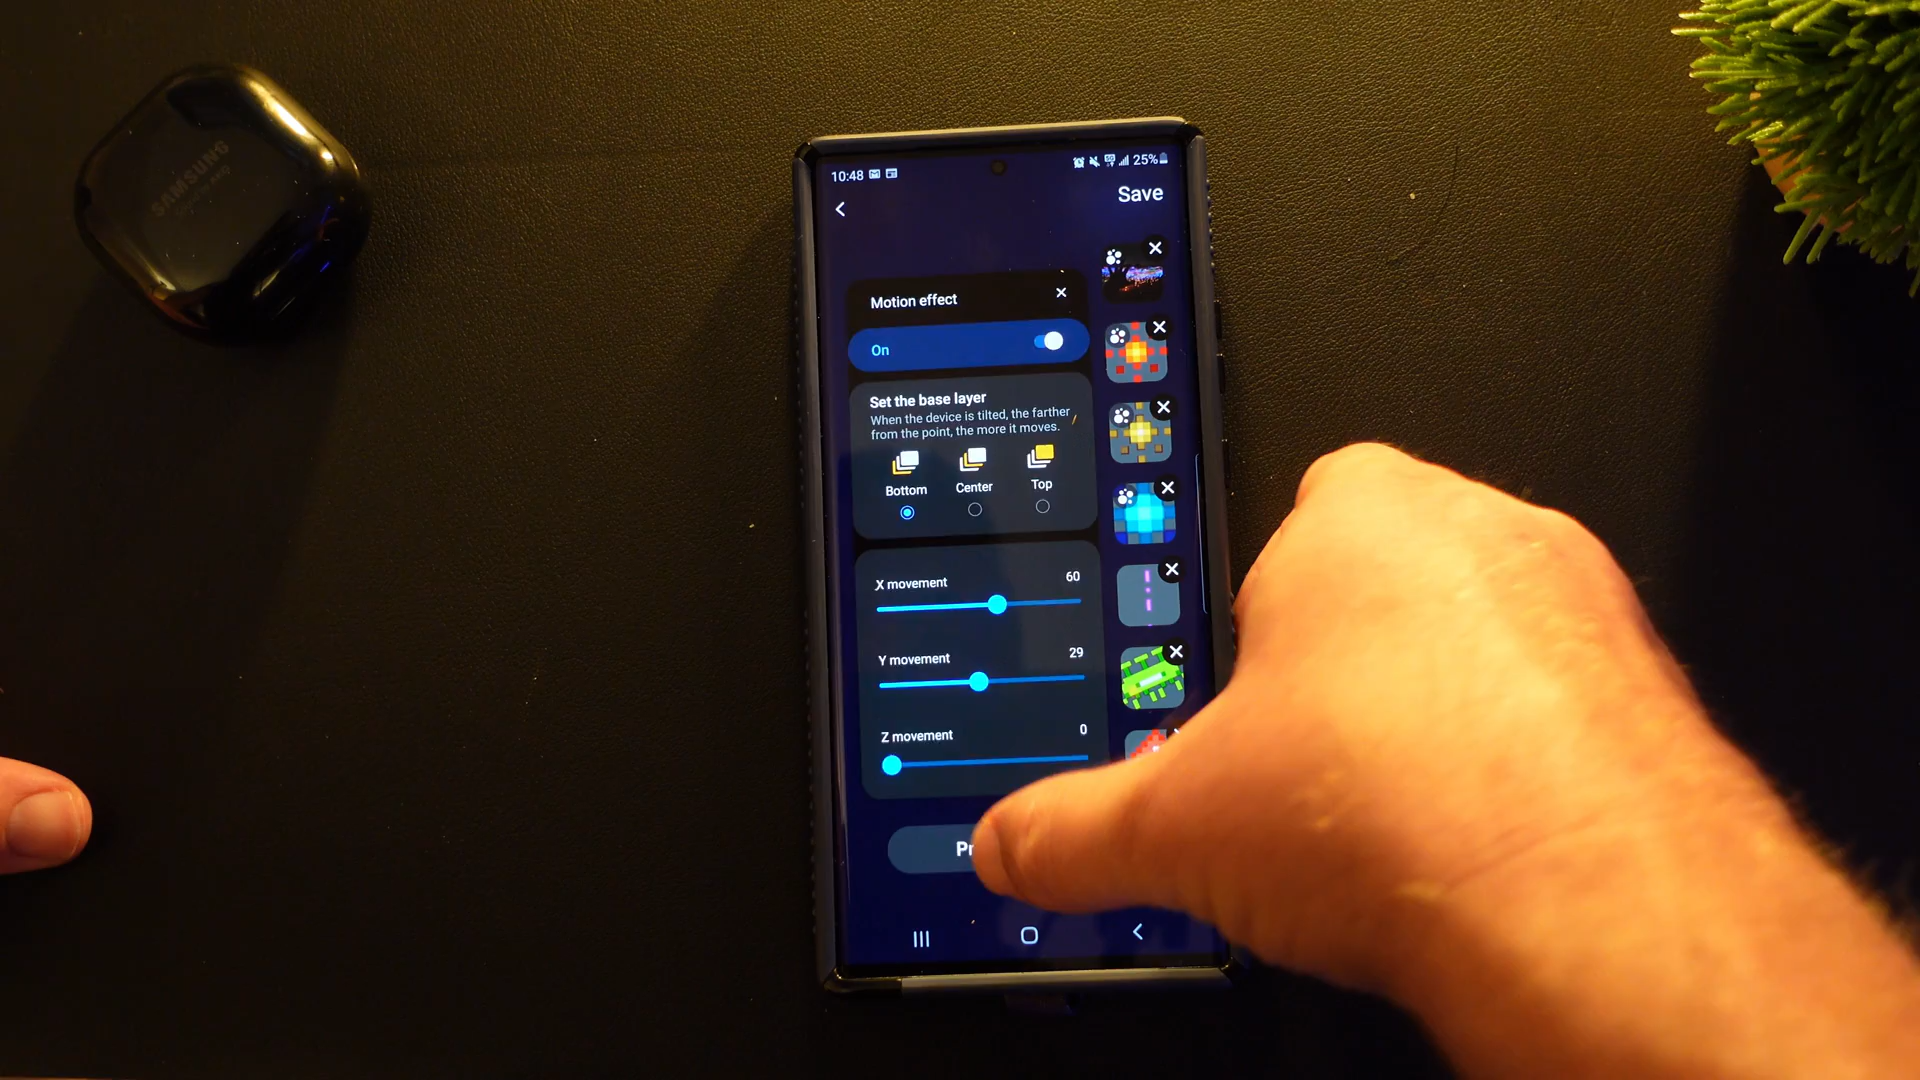 SAMSUNG
10:48
25%
Save
Motion effect
On
Set the base layer
When the device is tilted, the farther
from the point, the more it moves.
Bottom
Center
Top
X movement
60
Y movement
29
Z movement
0